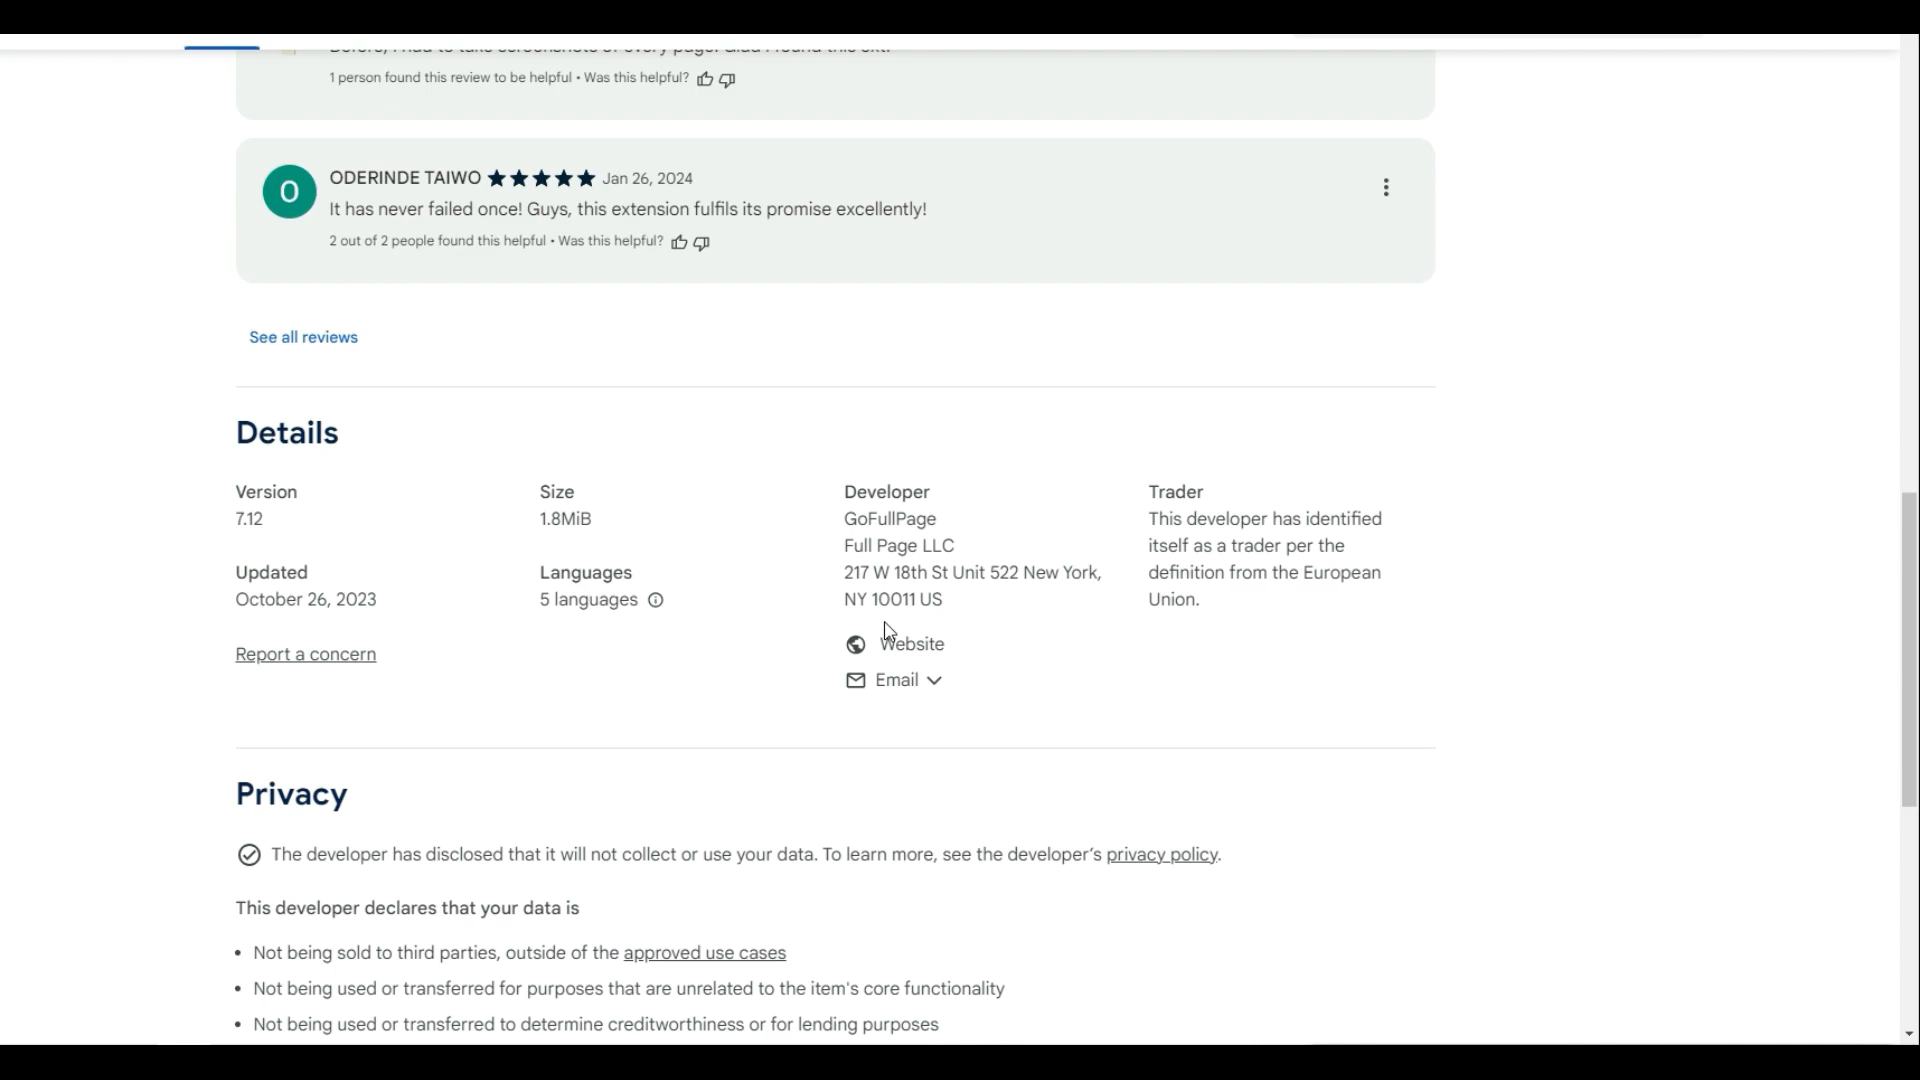 1 person found this review to be helpful • Was this helpful?
O
ODERINDE TAIWO ★★★★★ Jan 26, 2024
It has never failed once! Guys, this extension fulfils its promise excellently!
2 out of 2 people found this helpful • Was this helpful?
See all reviews
Details
Version
7.12
Updated
October 26, 2023
Report a concern
Size
1.8MiB
Languages
5 languages
Developer
GoFullPage
Full Page LLC
217 W 18th St Unit 522 New York,
NY 10011 US
Website
Email
Trader
This developer has identified
itself as a trader per the
definition from the European
Union.
Privacy
The developer has disclosed that it will not collect or use your data. To learn more, see the developer's privacy policy.
This developer declares that your data is
• Not being sold to third parties, outside of the approved use cases
• Not being used or transferred for purposes that are unrelated to the item's core functionality
• Not being used or transferred to determine creditworthiness or for lending purposes